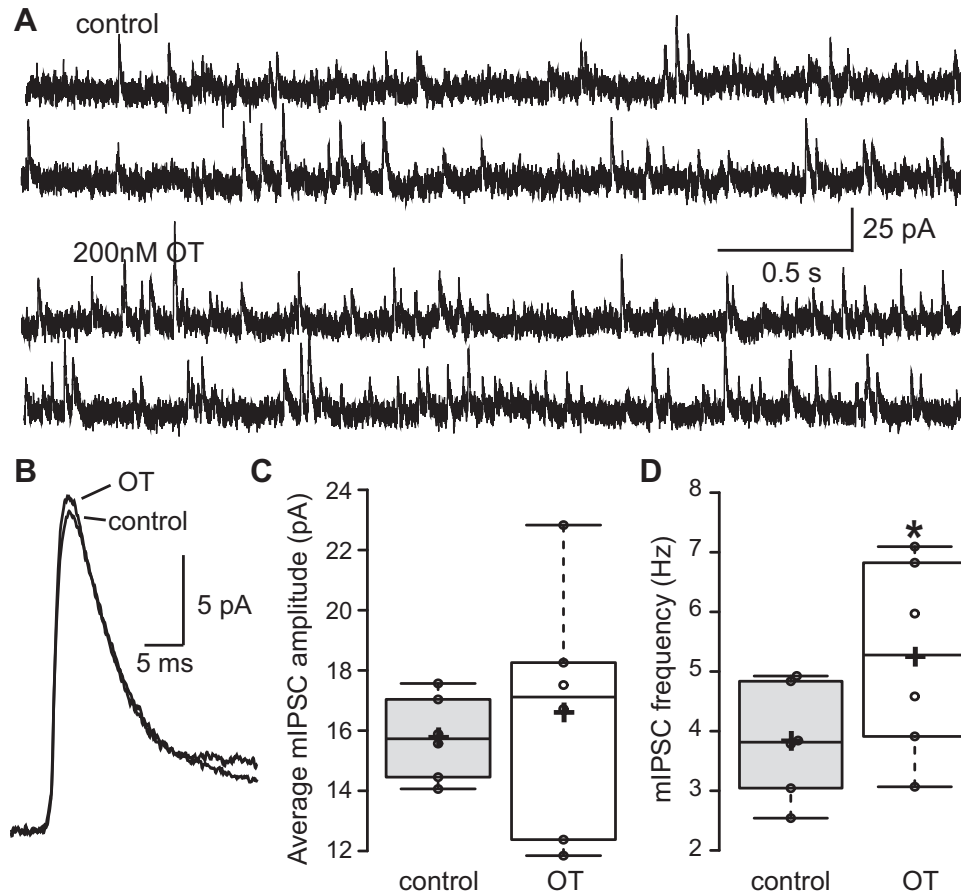 A
control
25 pA
200nM OT
0.5 s
B
OT
control
5 pA
5 ms
C
Average mIPSC amplitude (pA)
24
22
20
18
16
14
12
control
OT
D
mIPSC frequency (Hz)
8
7
6
5
4
3
2
*
control
OT